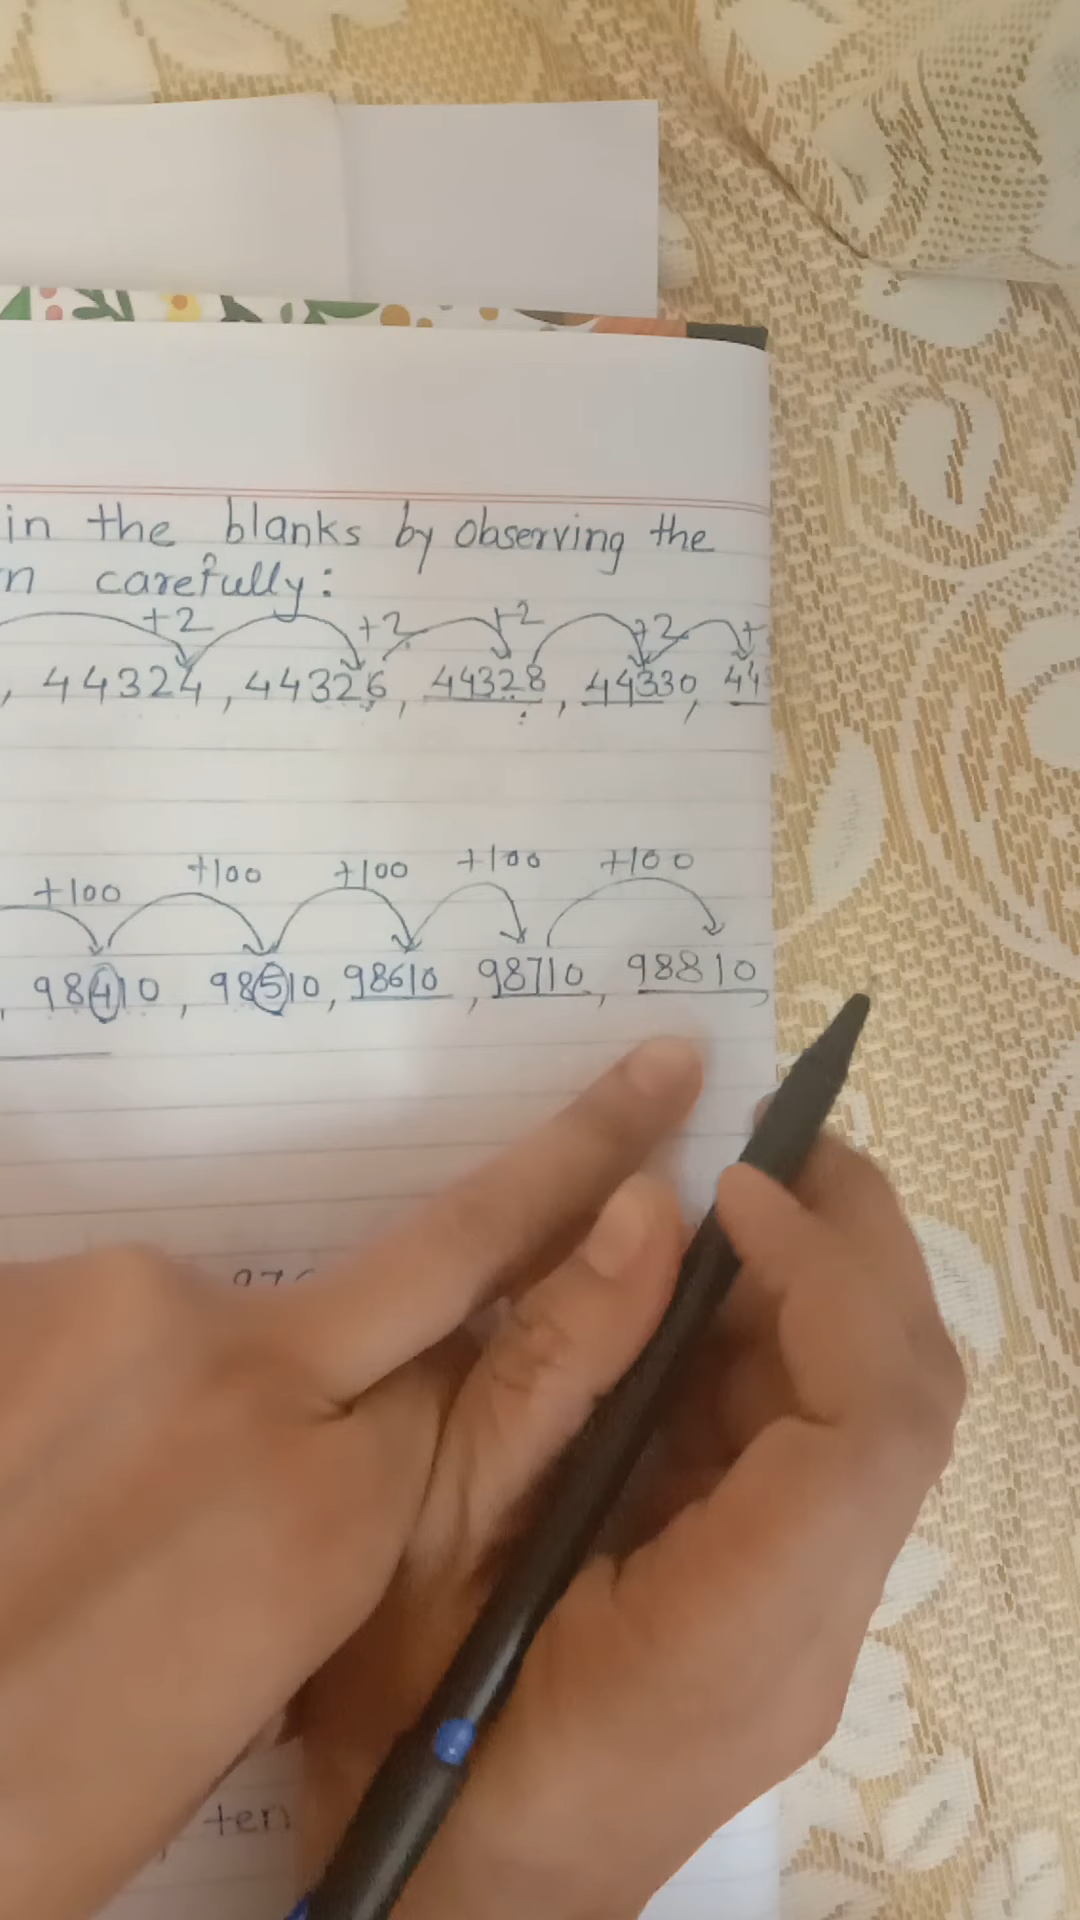 in the blanks by observing the
carefully:
+2 +2 +2 +2 +
, 44324, 44326, 44328, 44330, 443
+100 +100 +100 +100 +100
, 98410, 98510, 98610, 98710, 98810,
ten